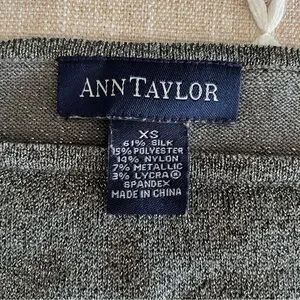 ANN TAYLOR
XS
61% SILK
15% POLYESTER
14% NYLON
7% METALLIC
3% LYCRA®
SPANDEX
MADE IN CHINA